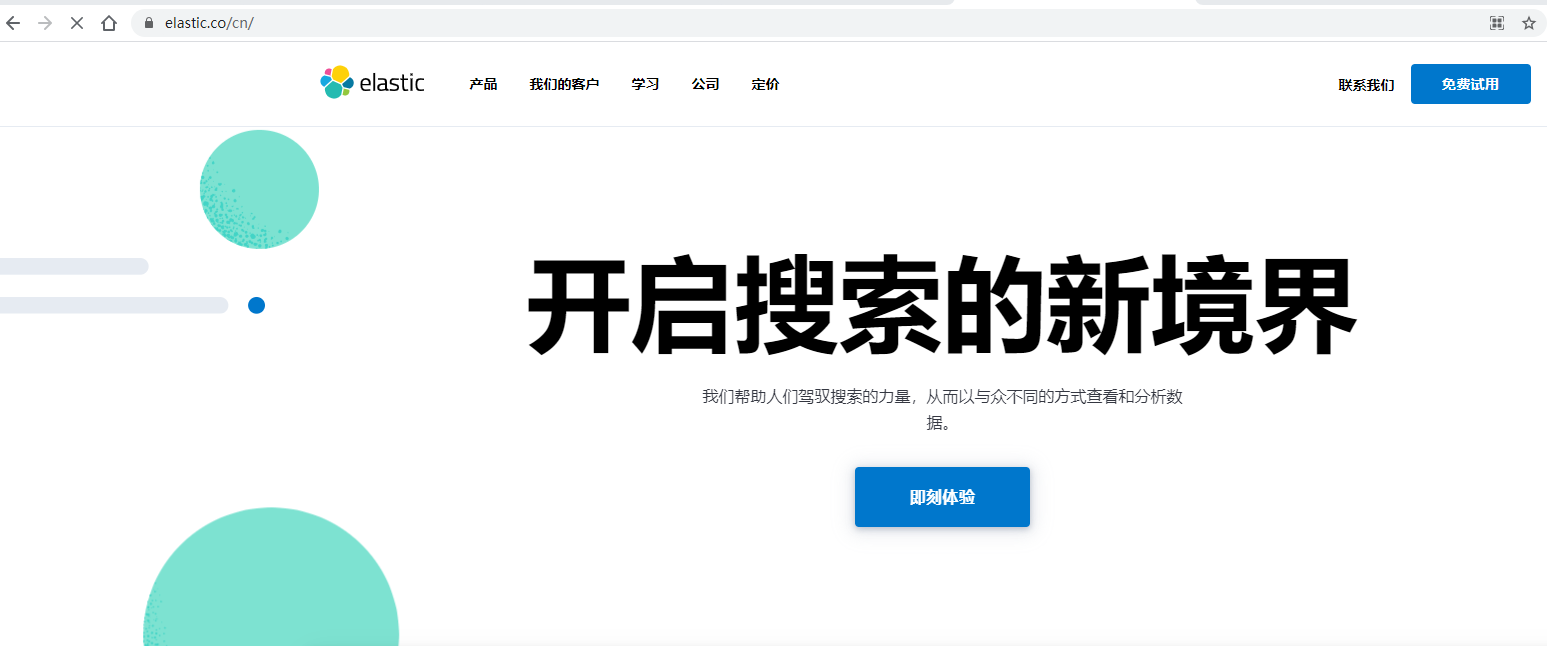 elastic.co/cn/
elastic 产品 我们的客户 学习 公司 定价 联系我们 免费试用
开启搜索的新境界
我们帮助人们驾驭搜索的力量，从而以与众不同的方式查看和分析数
据。
即刻体验